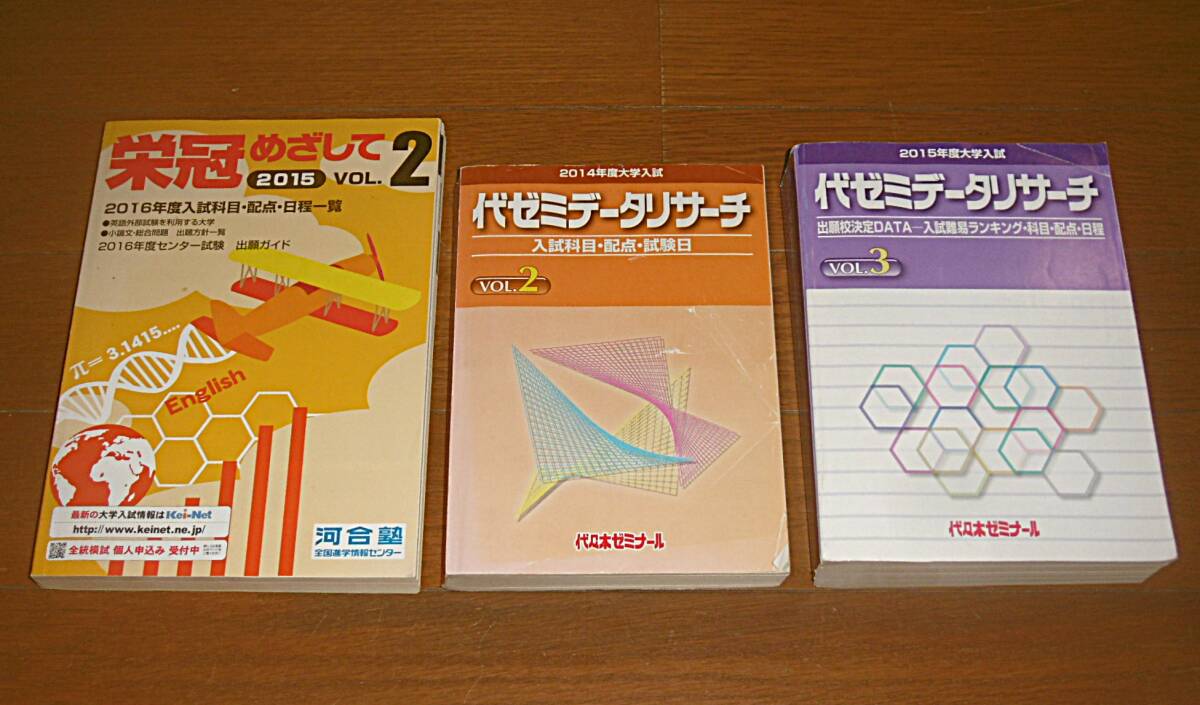 栄冠めざして 2
2015 VOL.
2016年度入試科目・配点・日程一覧
●英語外部試験を利用する大学
●小論文・総合問題 出題方針一覧
2016年度センター試験 出願ガイド
π=3.1415....
English
最新の大学入試情報はKei-Net
http://www.keinet.ne.jp/
全統模試 個人申込み 受付中
河合塾
全国進学情報センター
2014年度大学入試
代ゼミデータリサーチ
入試科目・配点・試験日
VOL.2
代々木ゼミナール
2015年度大学入試
代ゼミデータリサーチ
出願校決定DATA―入試難易ランキング・科目・配点・日程
VOL.3
代々木ゼミナール